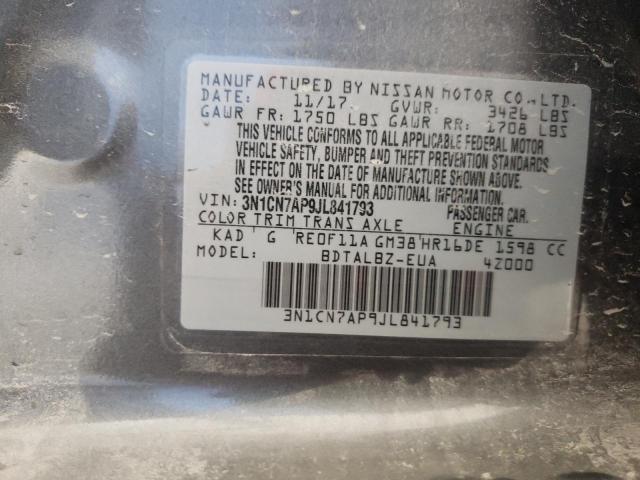 MANUFACTURED BY NISSAN MOTOR CO., LTD.
DATE: 11/17 GVWR: 3426 LBS
GAWR FR: 1750 LBS GAWR RR: 1708 LBS
THIS VEHICLE CONFORMS TO ALL APPLICABLE FEDERAL MOTOR
VEHICLE SAFETY, BUMPER AND THEFT PREVENTION STANDARDS
IN EFFECT ON THE DATE OF MANUFACTURE SHOWN ABOVE.
SEE OWNER'S MANUAL FOR ADDITIONAL INFORMATION.
VIN: 3N1CN7AP9JL841793 PASSENGER CAR.
COLOR TRIM TRANS AXLE ENGINE
KAD G RE0F11A GM38 HR16DE 1598 CC
MODEL: BDTALBZ-EUA 4Z000
3N1CN7AP9JL841793